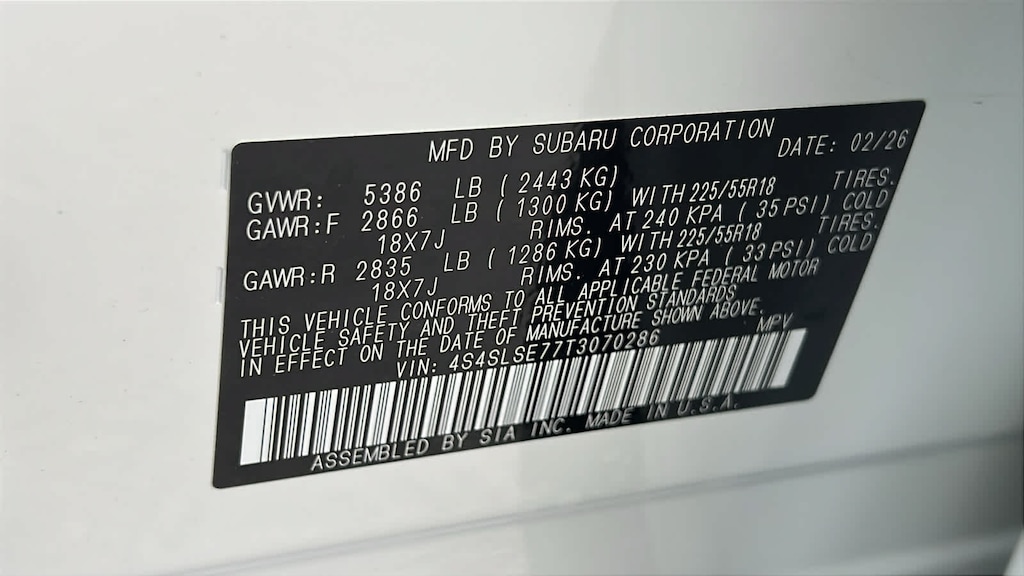 MFD BY SUBARU CORPORATION DATE: 02/26
GVWR: 5386 LB ( 2443 KG)
GAWR:F 2866 LB ( 1300 KG) WITH 225/55R18 TIRES.
18X7J RIMS. AT 240 KPA ( 35 PSI) COLD
GAWR:R 2835 LB ( 1286 KG) WITH 225/55R18 TIRES.
18X7J RIMS. AT 230 KPA ( 33 PSI) COLD
THIS VEHICLE CONFORMS TO ALL APPLICABLE FEDERAL MOTOR
VEHICLE SAFETY AND THEFT PREVENTION STANDARDS
IN EFFECT ON THE DATE OF MANUFACTURE SHOWN ABOVE.
VIN: 4S4SLSE77T3070286 MPV
ASSEMBLED BY SIA INC. MADE IN U.S.A.